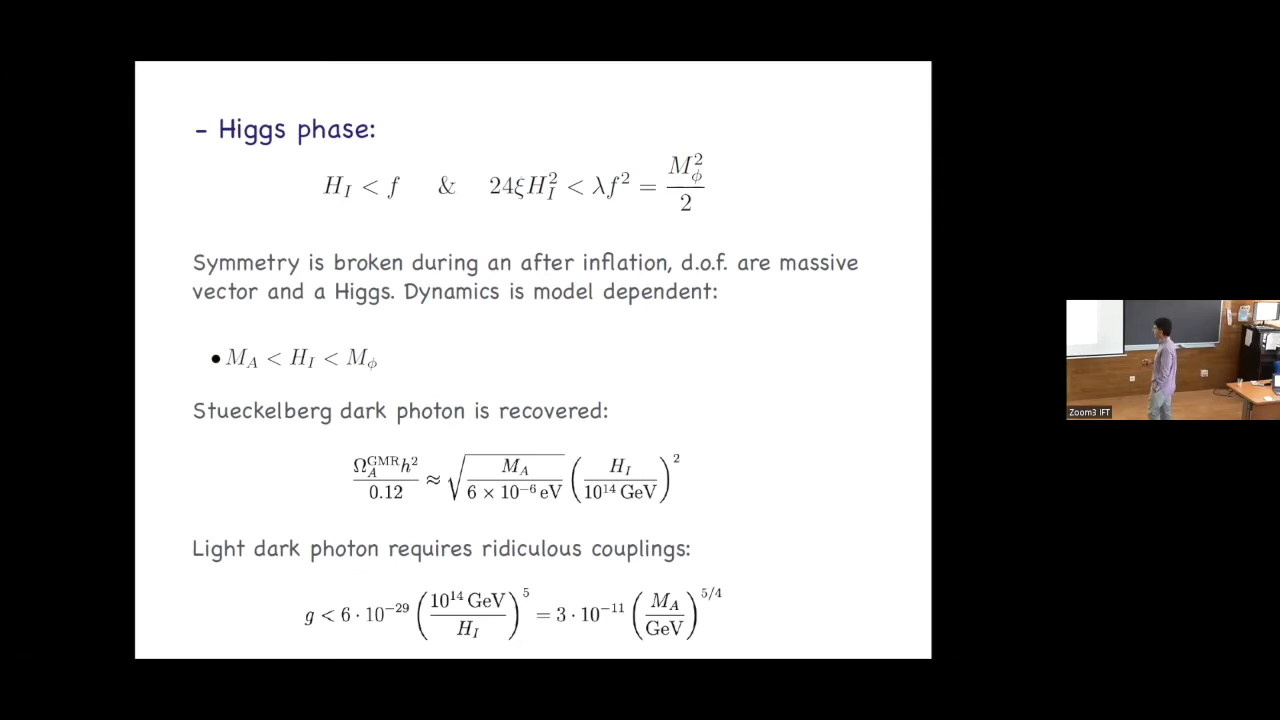 - Higgs phase:
H_I < f & 24ξH_I^2 < λf^2 = M_φ^2 / 2
Symmetry is broken during an after inflation, d.o.f. are massive
vector and a Higgs. Dynamics is model dependent:
• M_A < H_I < M_φ
Stueckelberg dark photon is recovered:
Ω_A^GMR h^2 / 0.12 ≈ √(M_A / 6 × 10^−6 eV) (H_I / 10^14 GeV)^2
Light dark photon requires ridiculous couplings:
g < 6 · 10^−29 (10^14 GeV / H_I)^5 = 3 · 10^−11 (M_A / GeV)^5/4
Zoom3 IFT